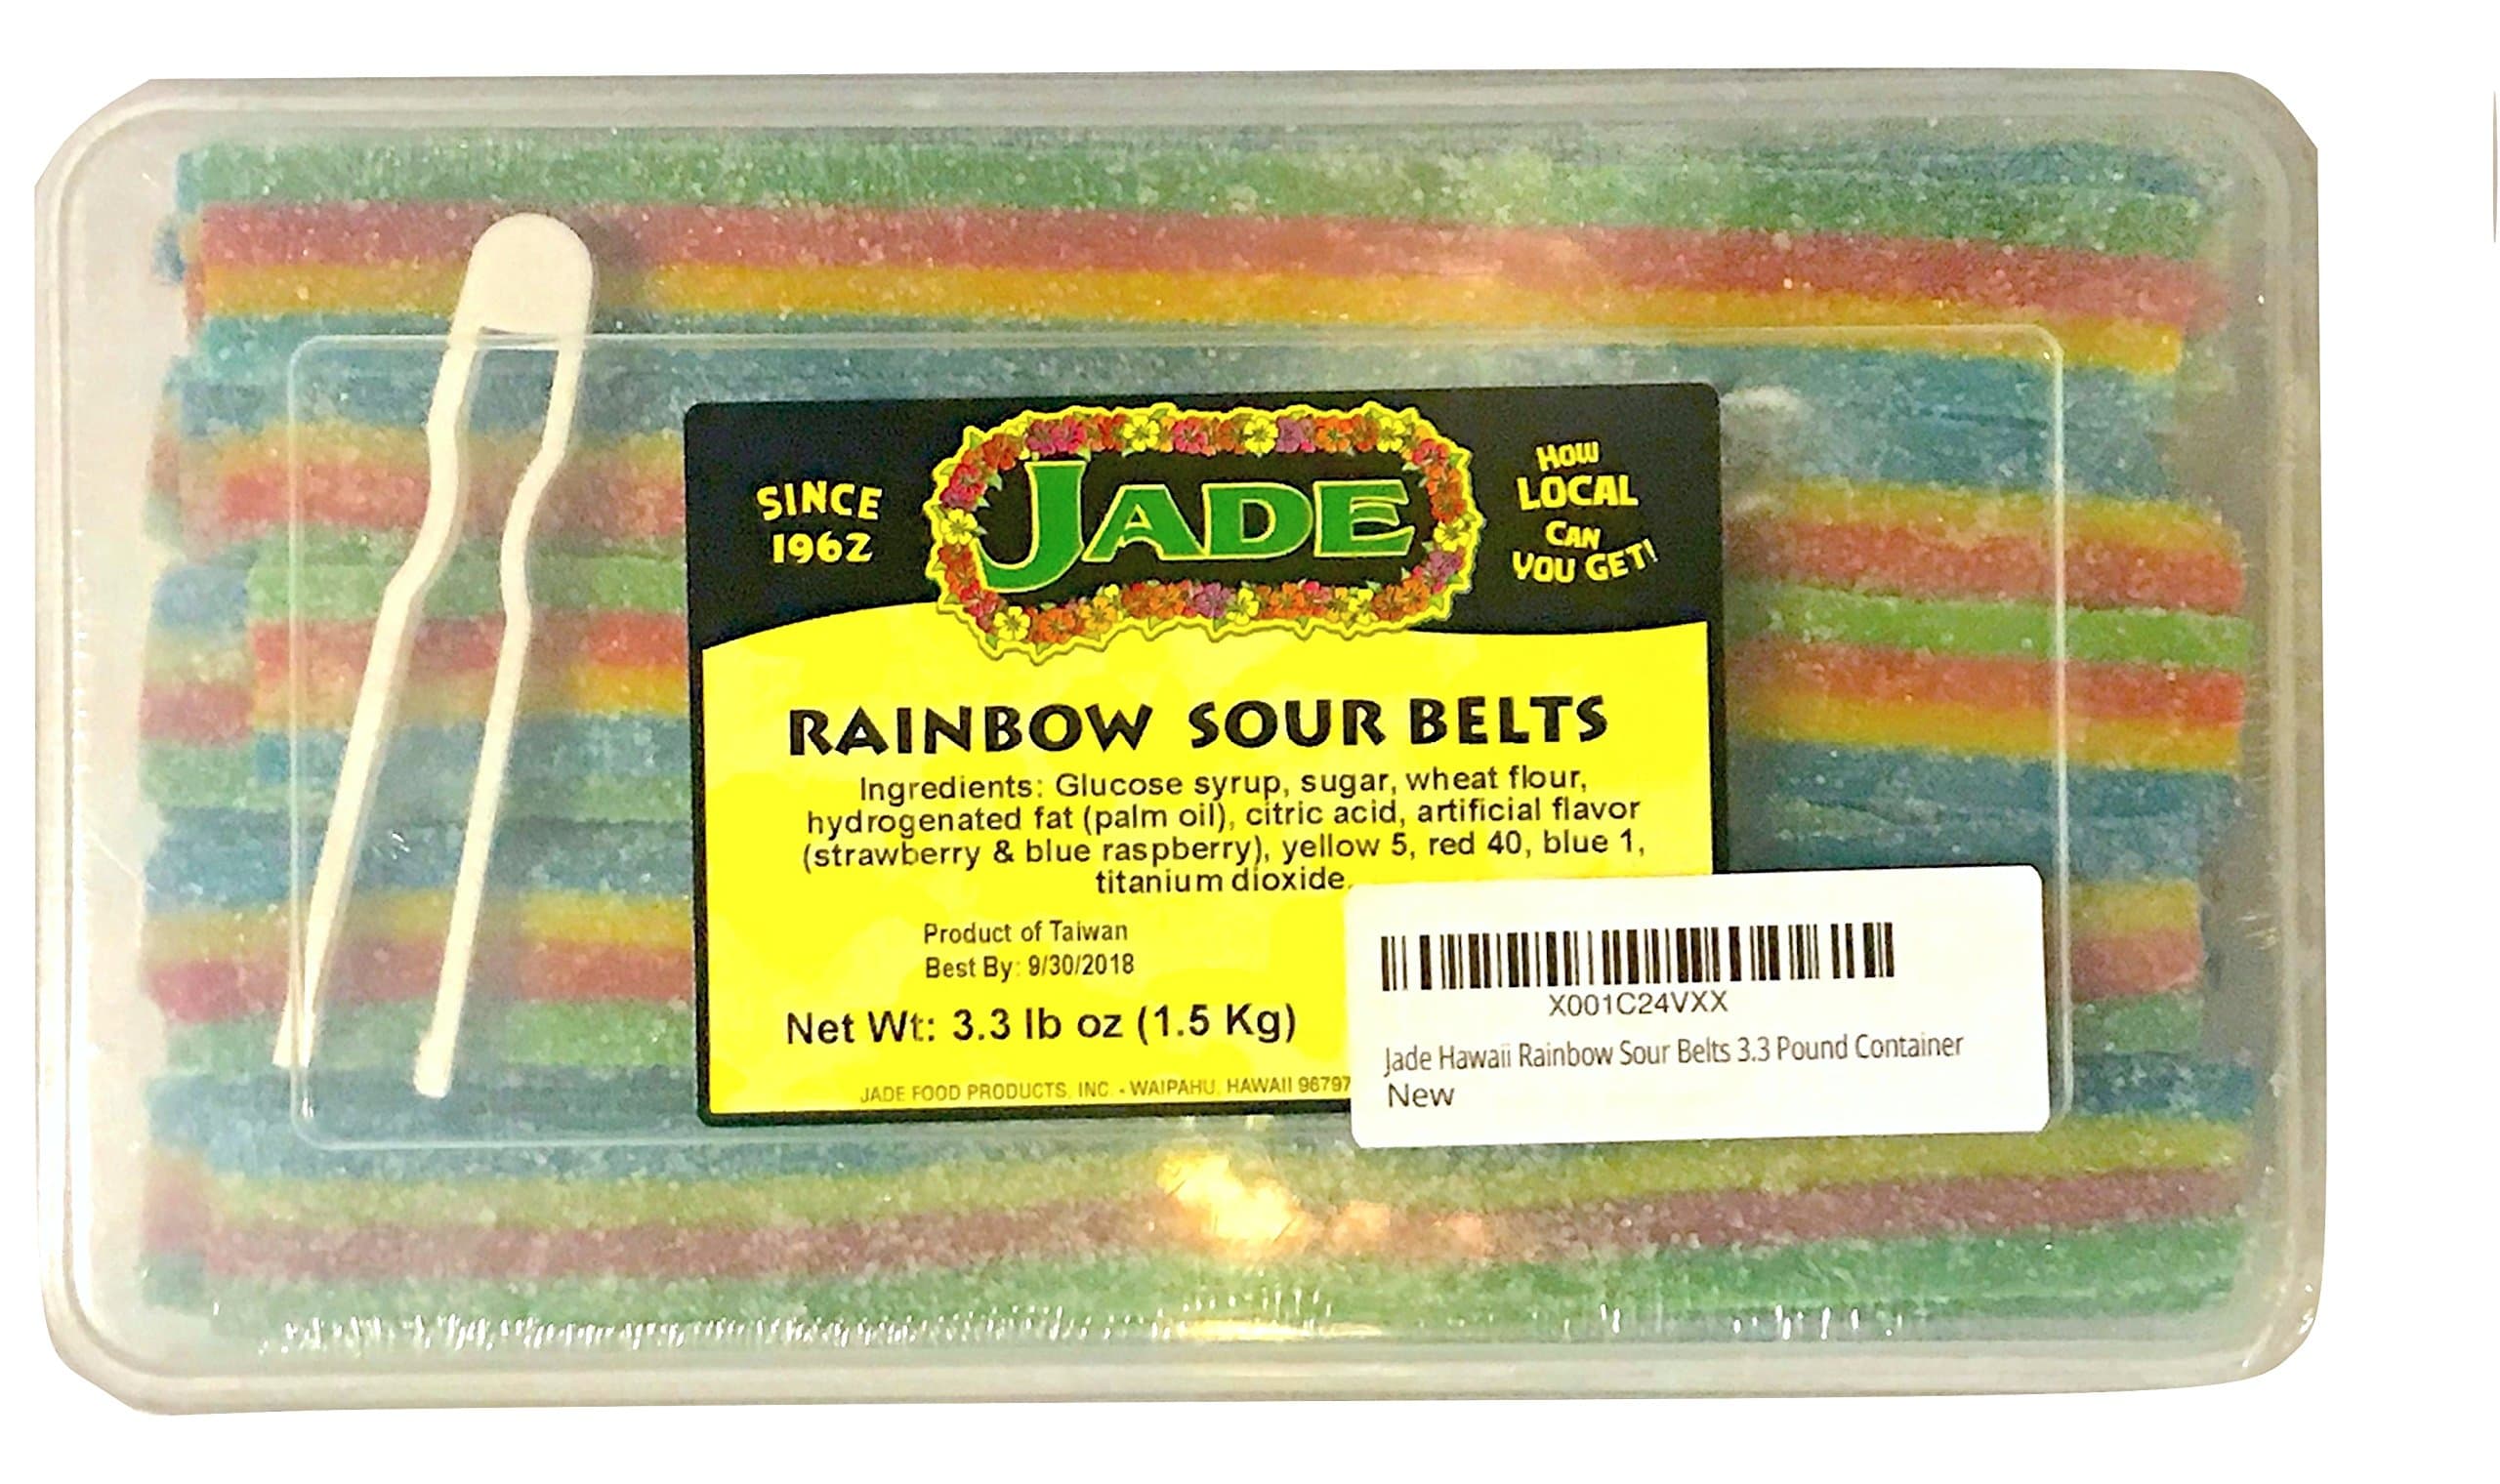 SINCE
1962
JADE
HOW
LOCAL
CAN
YOU GET!
RAINBOW SOUR BELTS
Ingredients: Glucose syrup, sugar, wheat flour,
hydrogenated fat (palm oil), citric acid, artificial flavor
(strawberry & blue raspberry), yellow 5, red 40, blue 1,
titanium dioxide.
Product of Taiwan
Best By: 9/30/2018
Net Wt: 3.3 lb oz (1.5 Kg)
JADE FOOD PRODUCTS, INC. - WAIPAHU, HAWAII 96797
X001C24VXX
Jade Hawaii Rainbow Sour Belts 3.3 Pound Container
New